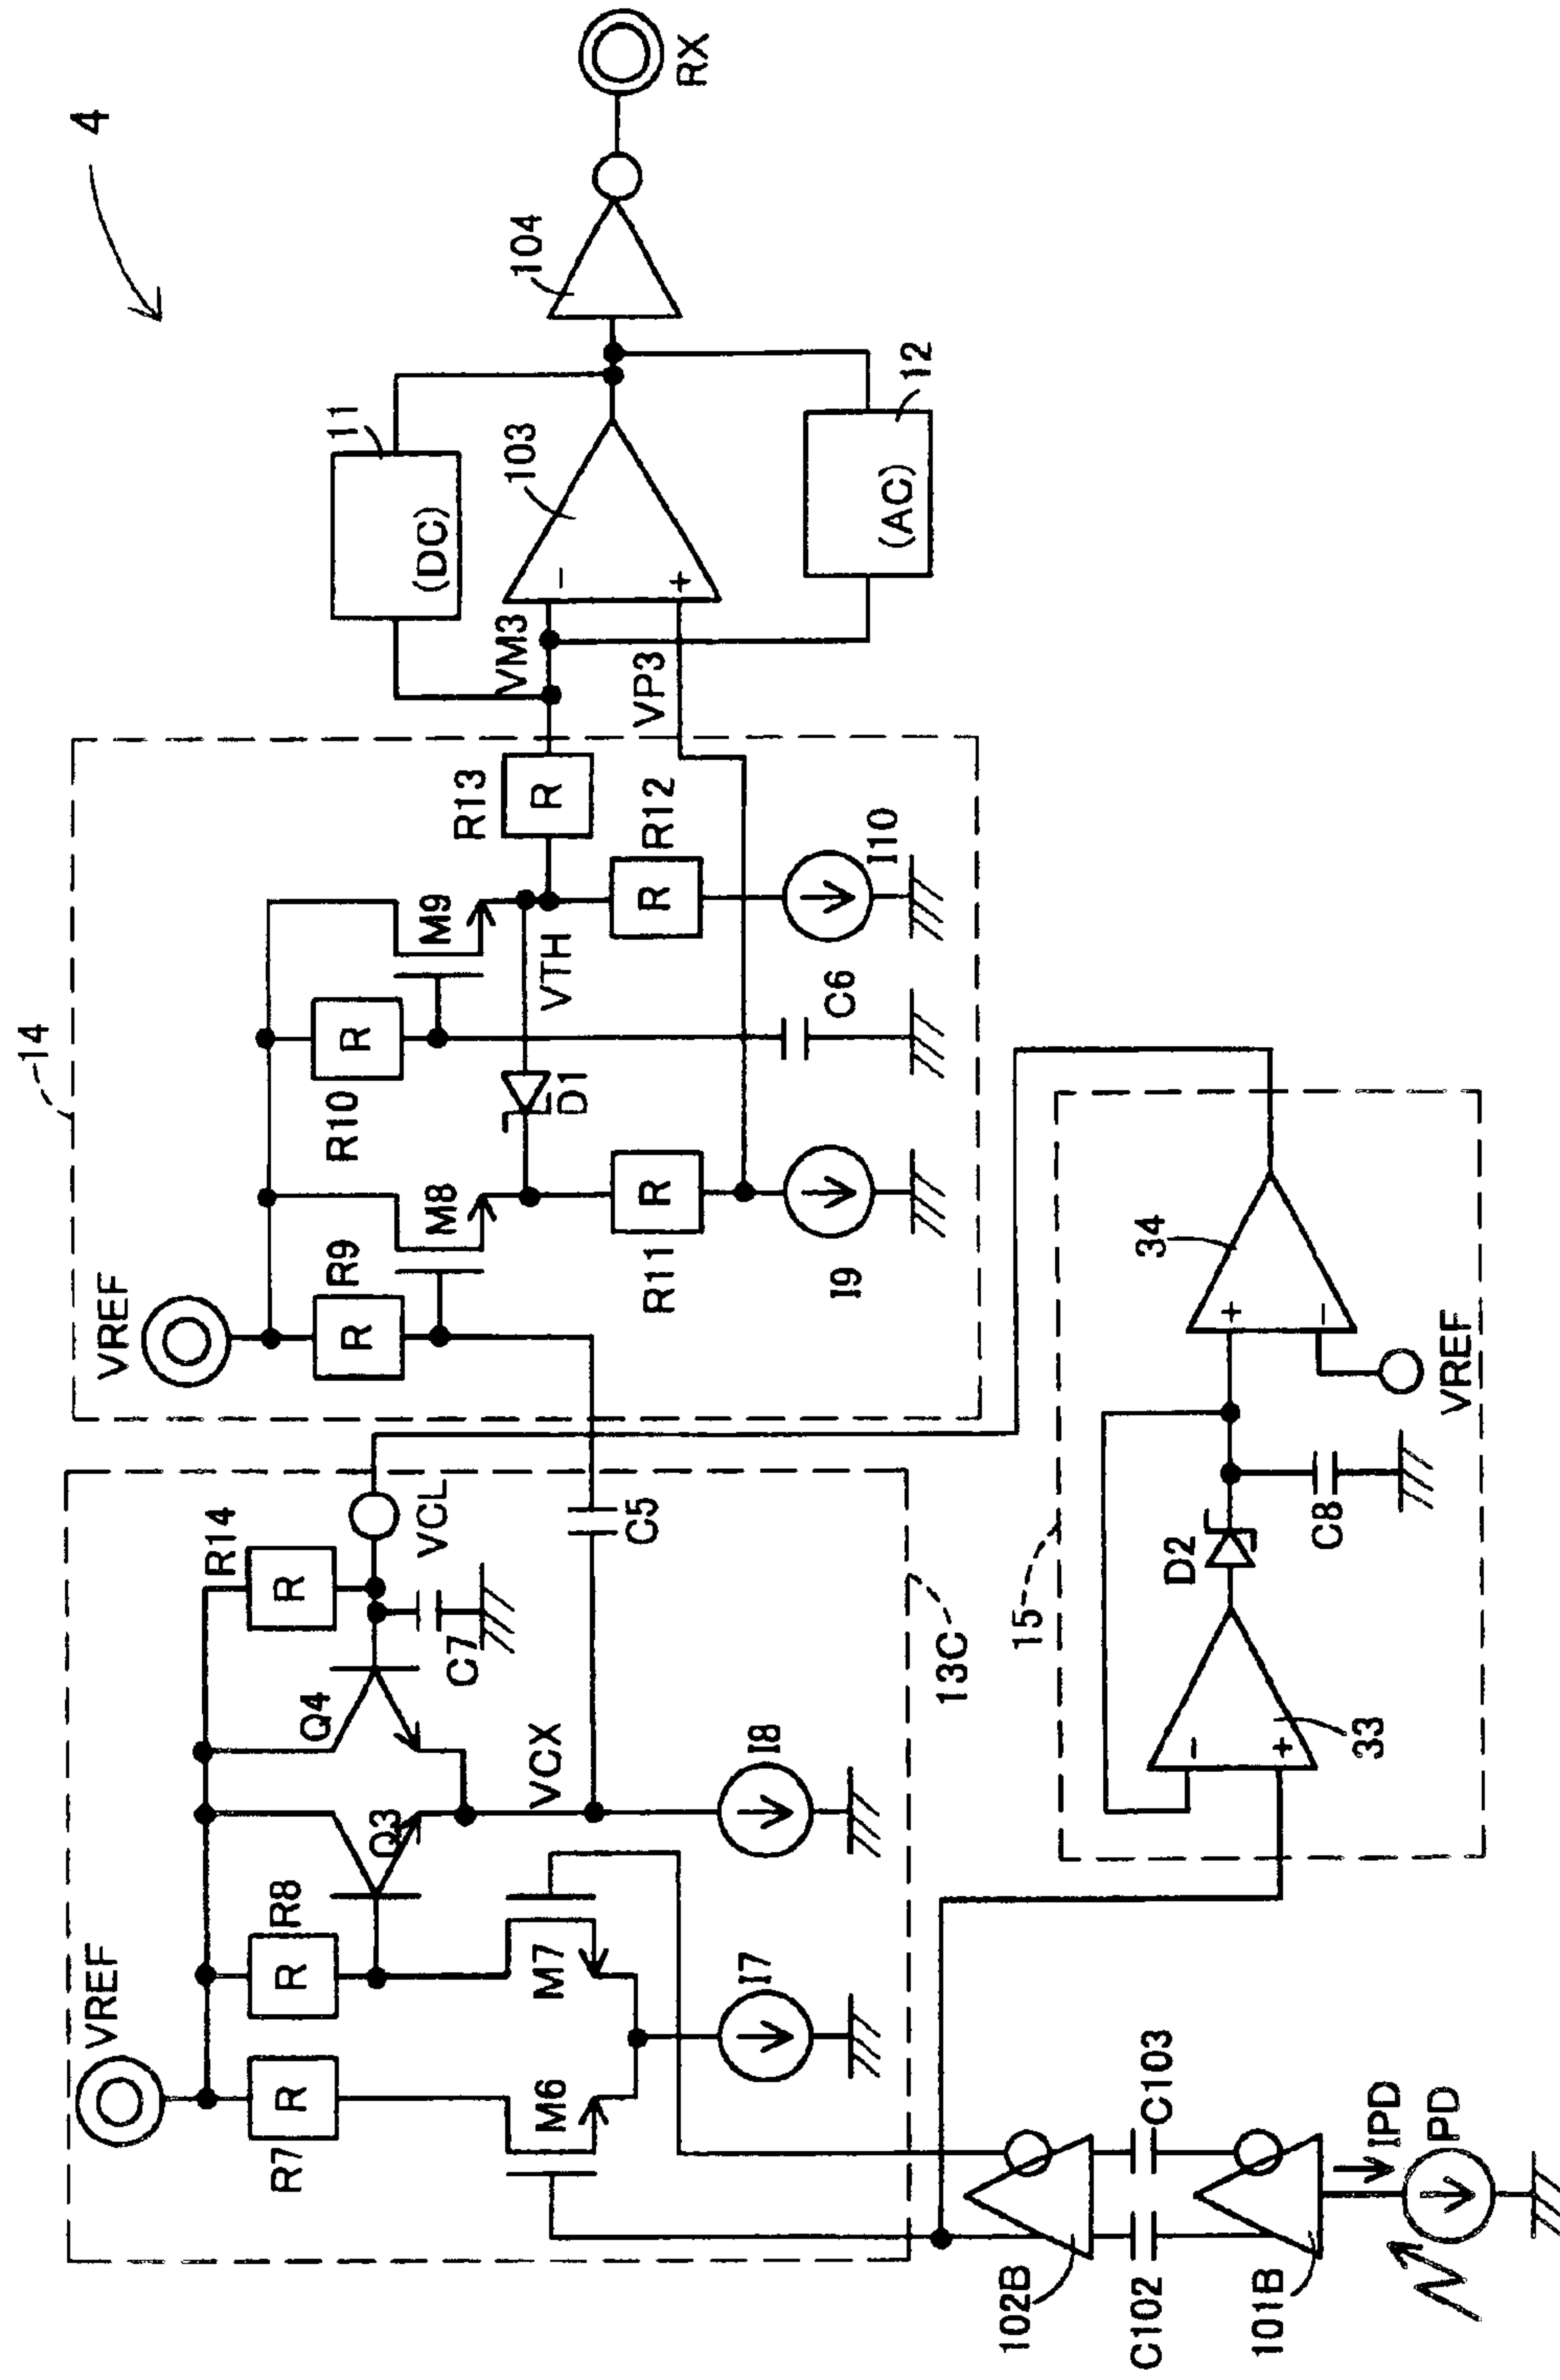 4
14
VREF
R9
R
M8
R10
R
M9
D1
VTH
R11
R
I9
C6
R12
R
I10
R13
R
VM3
VP3
11
(DC)
103
-
+
12
(AC)
104
RX
VREF
R7
R
R8
R
Q3
Q4
R14
R
VCL
C7
M6
M7
VCX
C5
I7
I8
13C
15
33
-
+
D2
C8
34
+
-
VREF
102B
C102
C103
101B
IPD
PD